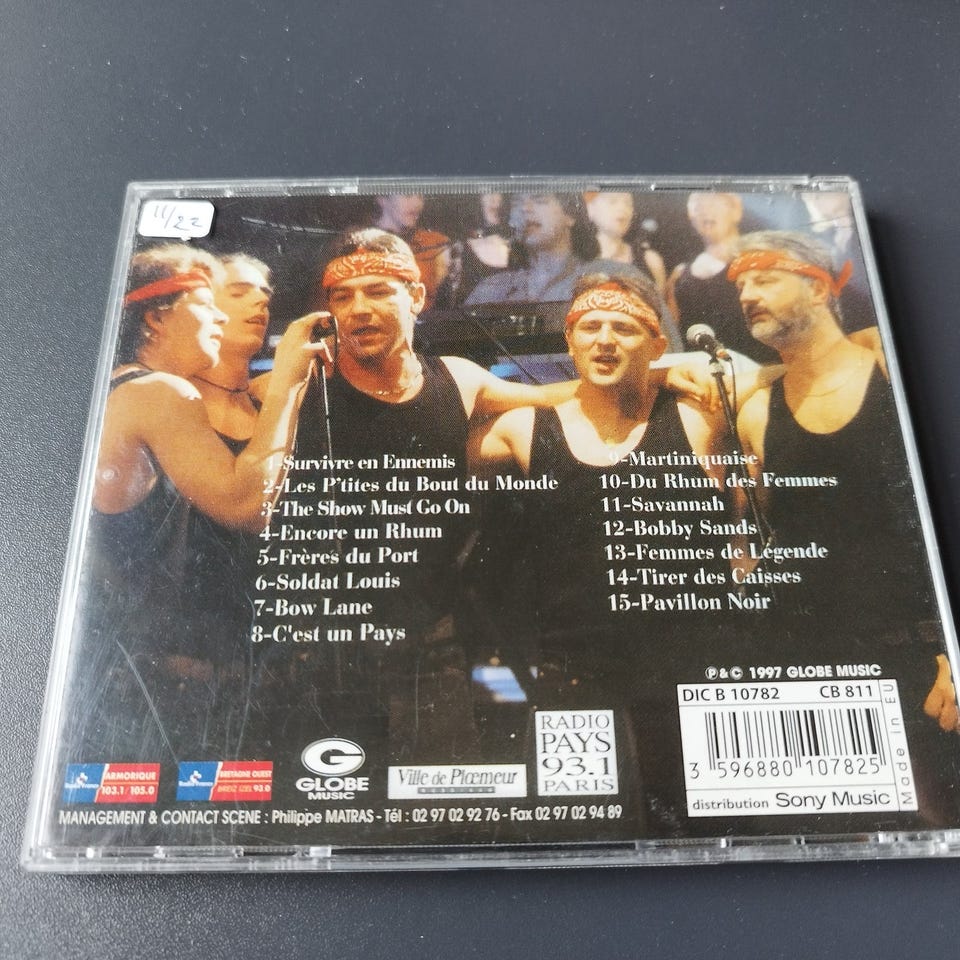 11/22
1-Survivre en Ennemis
2-Les P'tites du Bout du Monde
3-The Show Must Go On
4-Encore un Rhum
5-Frères du Port
6-Soldat Louis
7-Bow Lane
8-C'est un Pays
9-Martiniquaise
10-Du Rhum des Femmes
11-Savannah
12-Bobby Sands
13-Femmes de Légende
14-Tirer des Caisses
15-Pavillon Noir
P & C 1997 GLOBE MUSIC
DIC B 10782 CB 811
3 596880 107825
Made in EU
distribution Sony Music
ARMORIQUE
103.1 / 105.0
BRETAGNE OUEST
BREIZ IZEL 93.0
G
GLOBE
MUSIC
Ville de Plœmeur
RADIO
PAYS
93.1
PARIS
MANAGEMENT & CONTACT SCENE : Philippe MATRAS - Tél : 02 97 02 92 76 - Fax 02 97 02 94 89